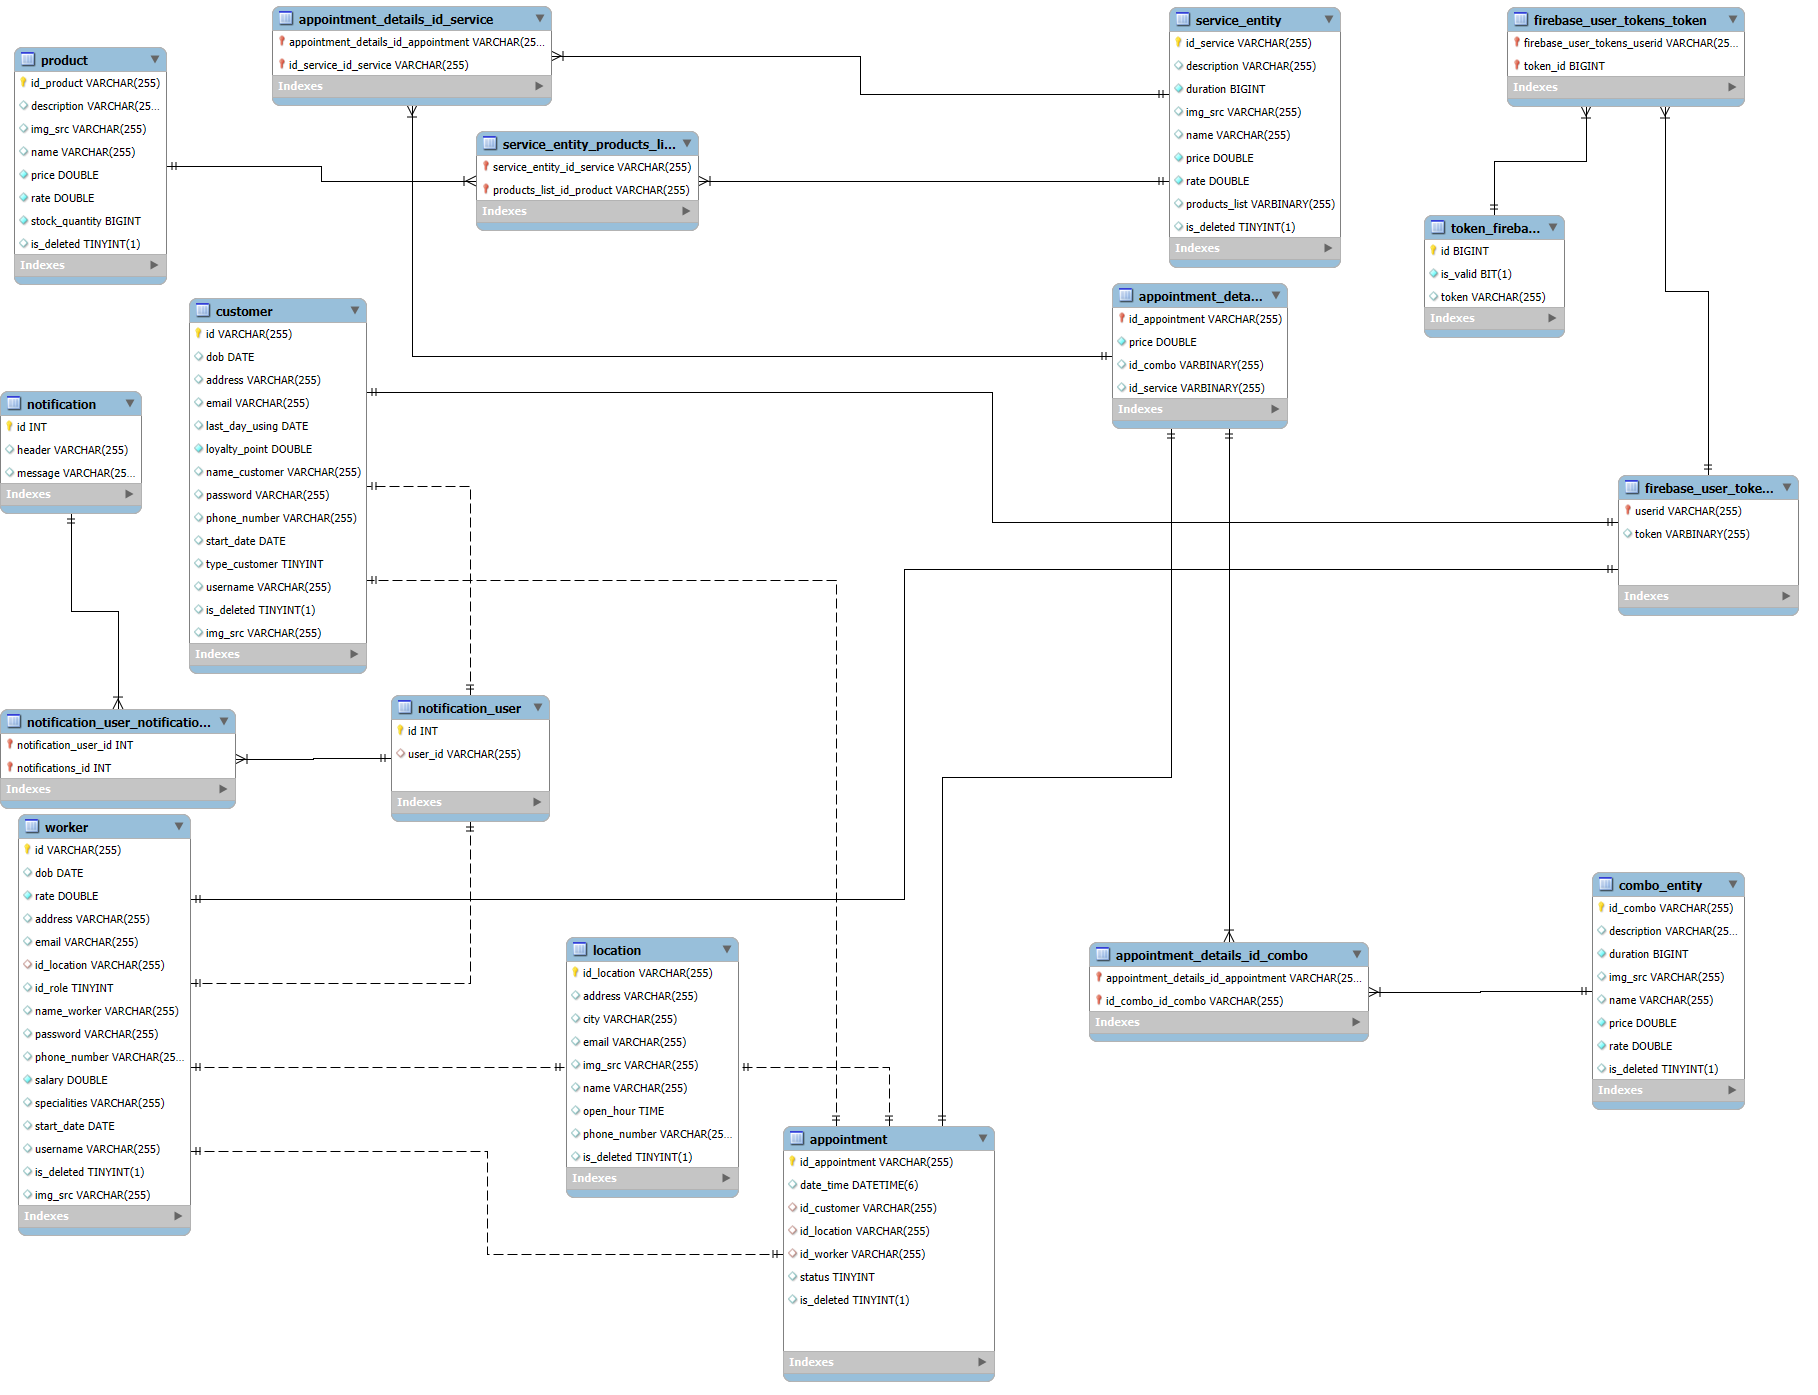 product
id_product VARCHAR(255)
description VARCHAR(25...
img_src VARCHAR(255)
name VARCHAR(255)
price DOUBLE
rate DOUBLE
stock_quantity BIGINT
is_deleted TINYINT(1)
Indexes
appointment_details_id_service
appointment_details_id_appointment VARCHAR(25...
id_service_id_service VARCHAR(255)
Indexes
service_entity_products_li...
service_entity_id_service VARCHAR(255)
products_list_id_product VARCHAR(255)
Indexes
service_entity
id_service VARCHAR(255)
description VARCHAR(255)
duration BIGINT
img_src VARCHAR(255)
name VARCHAR(255)
price DOUBLE
rate DOUBLE
products_list VARBINARY(255)
is_deleted TINYINT(1)
Indexes
firebase_user_tokens_token
firebase_user_tokens_userid VARCHAR(25...
token_id BIGINT
Indexes
token_fireba...
id BIGINT
is_valid BIT(1)
token VARCHAR(255)
Indexes
customer
id VARCHAR(255)
dob DATE
address VARCHAR(255)
email VARCHAR(255)
last_day_using DATE
loyalty_point DOUBLE
name_customer VARCHAR(255)
password VARCHAR(255)
phone_number VARCHAR(255)
start_date DATE
type_customer TINYINT
username VARCHAR(255)
is_deleted TINYINT(1)
img_src VARCHAR(255)
Indexes
appointment_deta...
id_appointment VARCHAR(255)
price DOUBLE
id_combo VARBINARY(255)
id_service VARBINARY(255)
Indexes
notification
id INT
header VARCHAR(255)
message VARCHAR(25...
Indexes
firebase_user_toke...
userid VARCHAR(255)
token VARBINARY(255)
Indexes
notification_user_notificatio...
notification_user_id INT
notifications_id INT
Indexes
notification_user
id INT
user_id VARCHAR(255)
Indexes
worker
id VARCHAR(255)
dob DATE
rate DOUBLE
address VARCHAR(255)
email VARCHAR(255)
id_location VARCHAR(255)
id_role TINYINT
name_worker VARCHAR(255)
password VARCHAR(255)
phone_number VARCHAR(25...
salary DOUBLE
specialities VARCHAR(255)
start_date DATE
username VARCHAR(255)
is_deleted TINYINT(1)
img_src VARCHAR(255)
Indexes
location
id_location VARCHAR(255)
address VARCHAR(255)
city VARCHAR(255)
email VARCHAR(255)
img_src VARCHAR(255)
name VARCHAR(255)
open_hour TIME
phone_number VARCHAR(25...
is_deleted TINYINT(1)
Indexes
appointment_details_id_combo
appointment_details_id_appointment VARCHAR(25...
id_combo_id_combo VARCHAR(255)
Indexes
combo_entity
id_combo VARCHAR(255)
description VARCHAR(25...
duration BIGINT
img_src VARCHAR(255)
name VARCHAR(255)
price DOUBLE
rate DOUBLE
is_deleted TINYINT(1)
Indexes
appointment
id_appointment VARCHAR(255)
date_time DATETIME(6)
id_customer VARCHAR(255)
id_location VARCHAR(255)
id_worker VARCHAR(255)
status TINYINT
is_deleted TINYINT(1)
Indexes